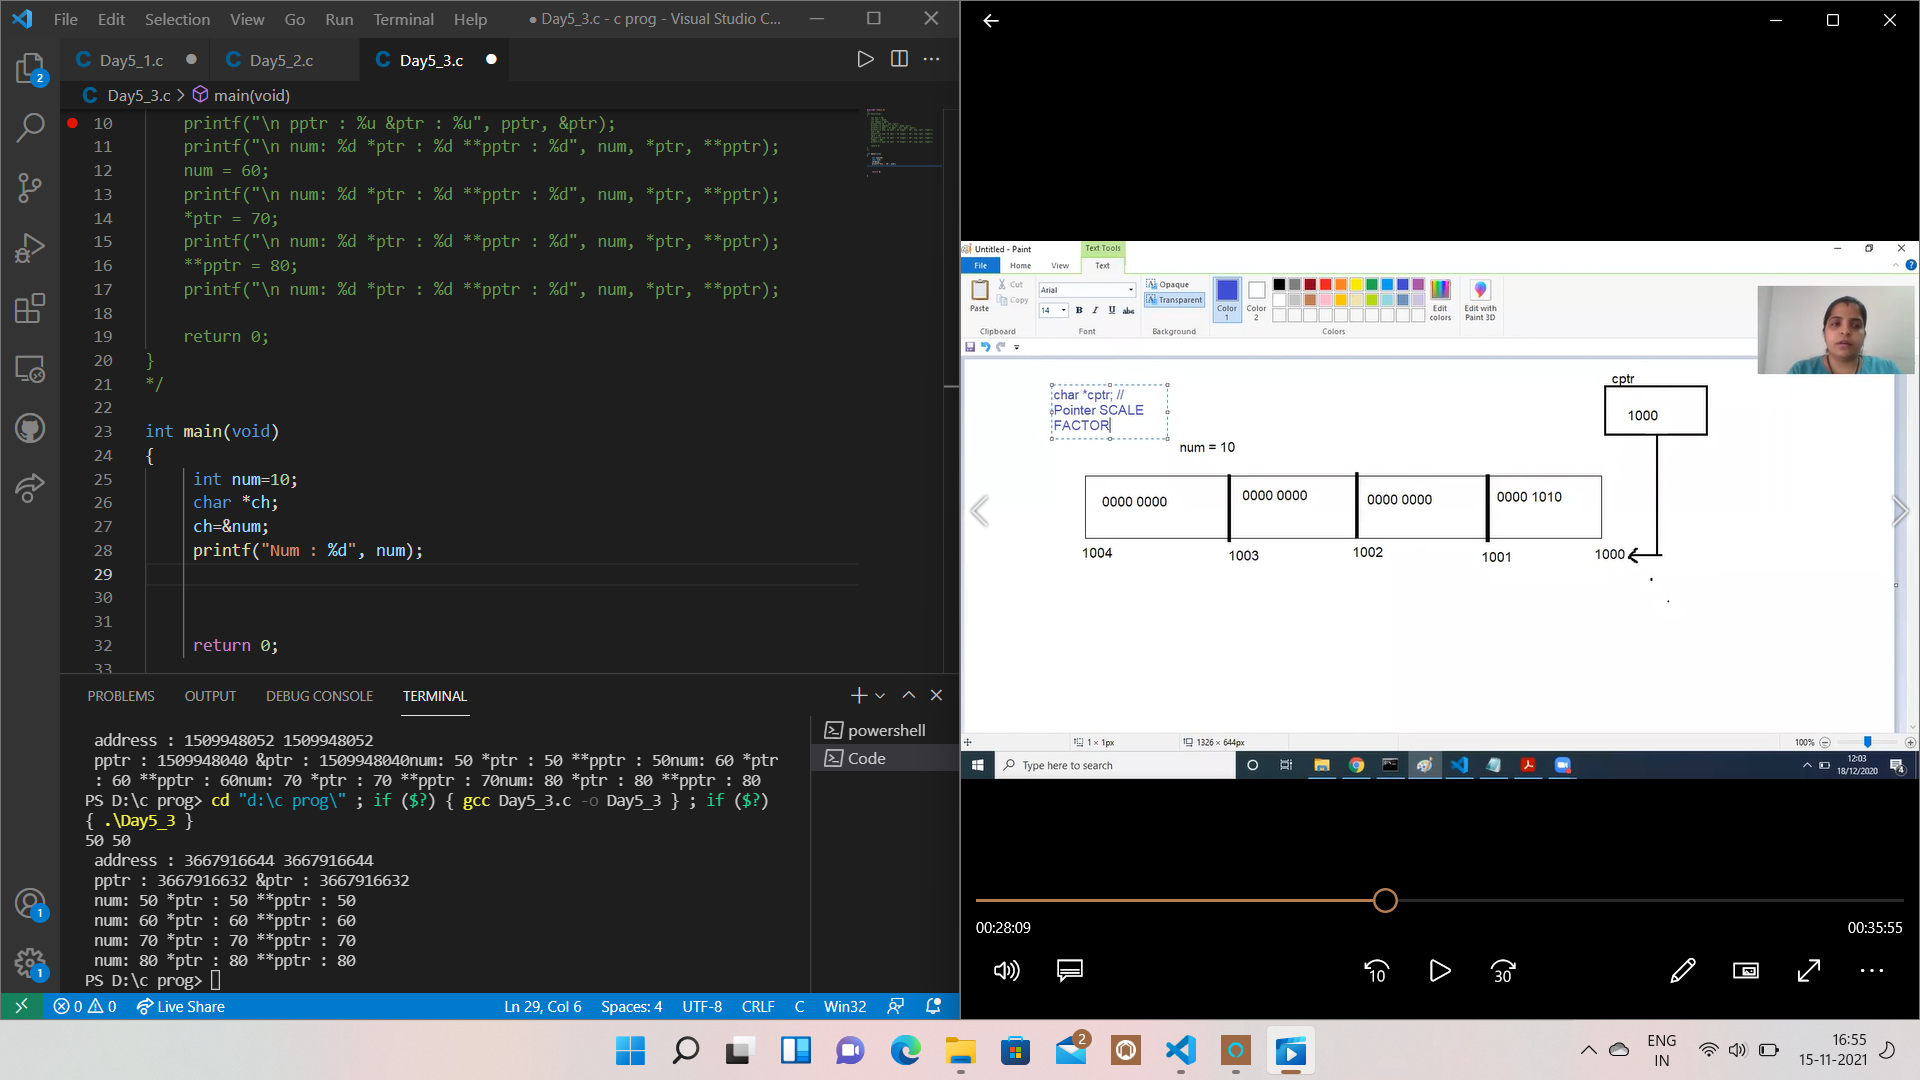 File Edit Selection View Go Run Terminal Help ● Day5_3.c - c prog - Visual Studio C...
Day5_1.c Day5_2.c Day5_3.c
Day5_3.c > main(void)
10 printf("\n pptr : %u &ptr : %u", pptr, &ptr);
11 printf("\n num: %d *ptr : %d **pptr : %d", num, *ptr, **pptr);
12 num = 60;
13 printf("\n num: %d *ptr : %d **pptr : %d", num, *ptr, **pptr);
14 *ptr = 70;
15 printf("\n num: %d *ptr : %d **pptr : %d", num, *ptr, **pptr);
16 **pptr = 80;
17 printf("\n num: %d *ptr : %d **pptr : %d", num, *ptr, **pptr);
18
19 return 0;
20 }
21 */
22
23 int main(void)
24 {
25 int num=10;
26 char *ch;
27 ch=&num;
28 printf("Num : %d", num);
29
30
31
32 return 0;
33
PROBLEMS OUTPUT DEBUG CONSOLE TERMINAL
powershell
Code
address : 1509948052 1509948052
pptr : 1509948040 &ptr : 1509948040num: 50 *ptr : 50 **pptr : 50num: 60 *ptr
: 60 **pptr : 60num: 70 *ptr : 70 **pptr : 70num: 80 *ptr : 80 **pptr : 80
PS D:\c prog> cd "d:\c prog\" ; if ($?) { gcc Day5_3.c -o Day5_3 } ; if ($?)
{ .\Day5_3 }
50 50
address : 3667916644 3667916644
pptr : 3667916632 &ptr : 3667916632
num: 50 *ptr : 50 **pptr : 50
num: 60 *ptr : 60 **pptr : 60
num: 70 *ptr : 70 **pptr : 70
num: 80 *ptr : 80 **pptr : 80
PS D:\c prog>
2
1
1
0 0 Live Share Ln 29, Col 6 Spaces: 4 UTF-8 CRLF C Win32
Untitled - Paint Text Tools
File Home View Text
Paste Cut Copy
Arial
14 B I U abc
Opaque
Transparent
Color 1 Color 2 Edit colors Edit with Paint 3D
Clipboard Font Background Colors
char *cptr; //
Pointer SCALE
FACTOR
num = 10
cptr
1000
0000 0000 0000 0000 0000 0000 0000 1010
1004 1003 1002 1001 1000
1 × 1px 1326 × 644px 100%
Type here to search
12:03
18/12/2020
4
00:28:09 00:35:55
10 30
2
ENG
IN
16:55
15-11-2021